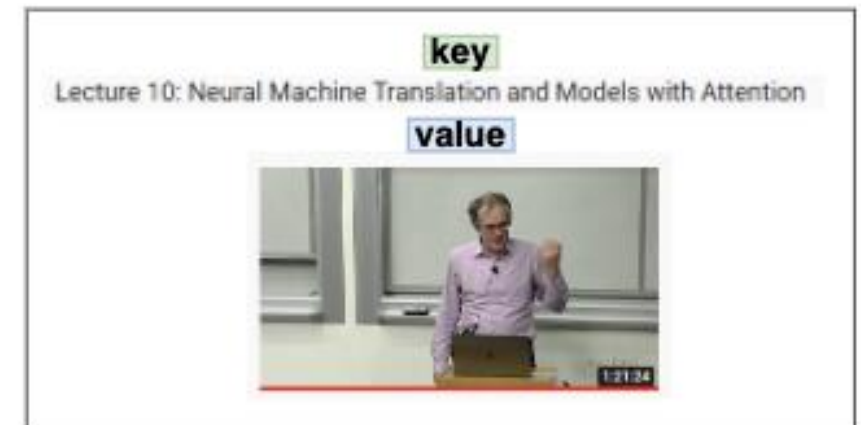 key
Lecture 10: Neural Machine Translation and Models with Attention
value
1:21:24